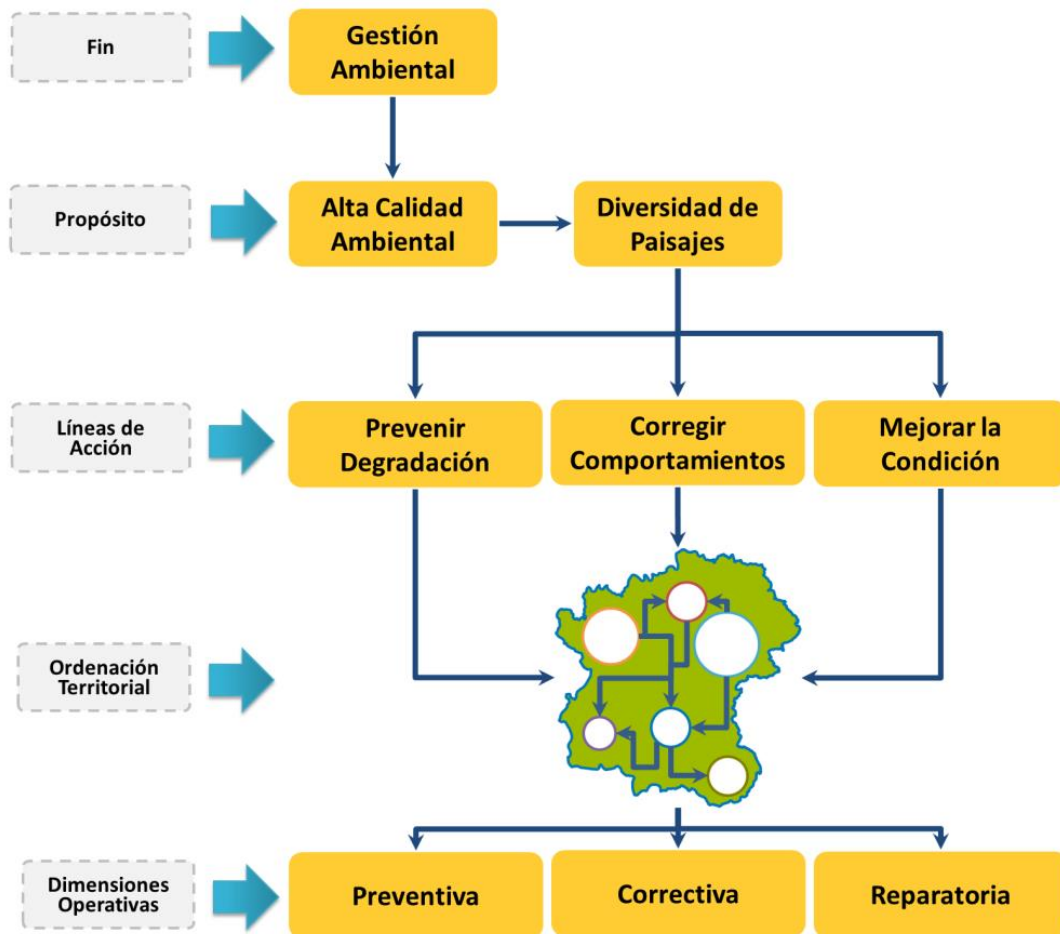 Fin
Gestión
Ambiental
Propósito
Alta Calidad
Ambiental
Diversidad de
Paisajes
Líneas de
Acción
Prevenir
Degradación
Corregir
Comportamientos
Mejorar la
Condición
Ordenación
Territorial
Dimensiones
Operativas
Preventiva
Correctiva
Reparatoria